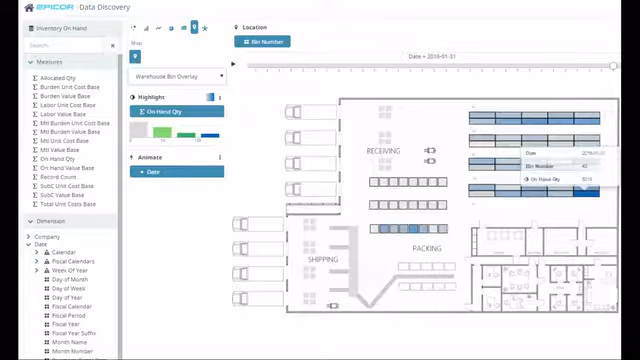 EPICOR Data Discovery
Inventory On Hand
Search...
Measures
Allocated Qty
Burden Unit Cost Base
Burden Value Base
Labor Unit Cost Base
Labor Value Base
Mtl Burden Unit Cost Base
Mtl Burden Value Base
Mtl Unit Cost Base
Mtl Value Base
On Hand Qty
On Hand Value Base
Record Count
SubC Unit Cost Base
SubC Value Base
Total Unit Costs Base
Dimension
Company
Date
Calendar
Fiscal Calendars
Week Of Year
Day of Month
Day of Week
Day of Year
Fiscal Calendar
Fiscal Period
Fiscal Year
Fiscal Year Suffix
Month Name
Month Number
Map
Warehouse Bin Overlay
Highlight
On Hand Qty
Animate
Date
Location
Bin Number
Date = 2016-01-31
RECEIVING
SHIPPING
PACKING
Date
Bin Number
On Hand Qty